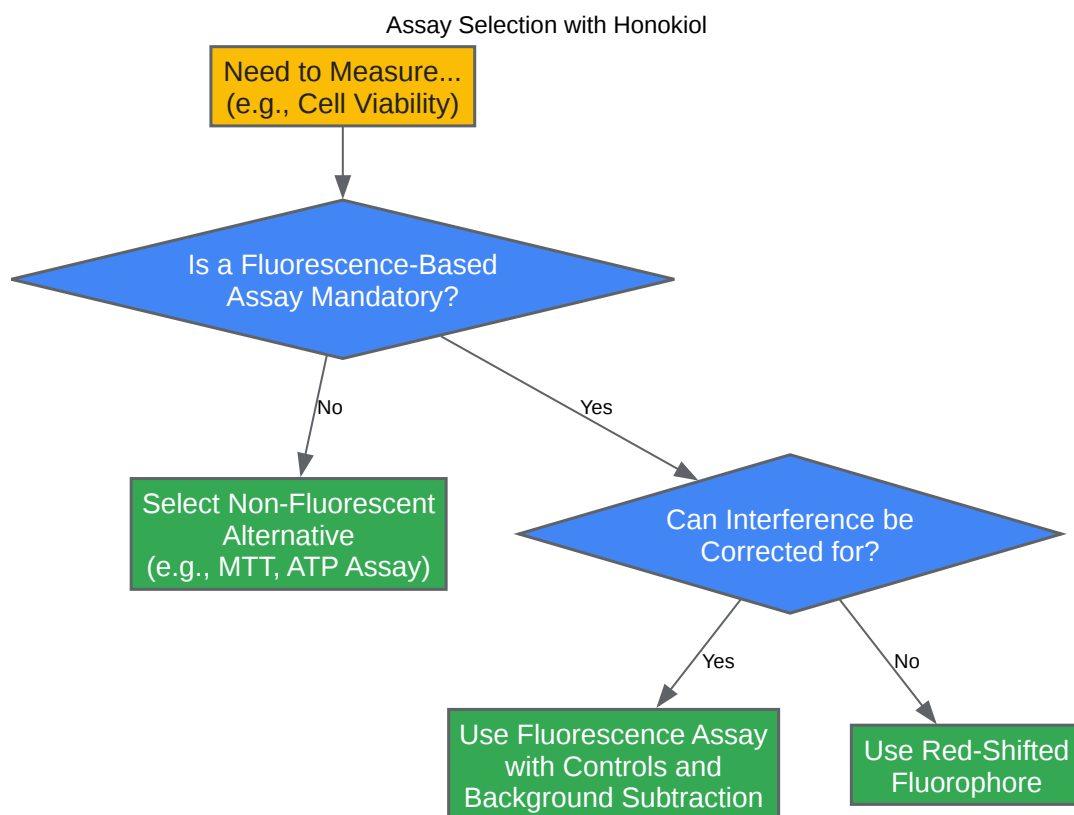 Assay Selection with Honokiol
Need to Measure...
(e.g., Cell Viability)
Is a Fluorescence-Based
Assay Mandatory?
No
Yes
Select Non-Fluorescent
Alternative
(e.g., MTT, ATP Assay)
Can Interference be
Corrected for?
Yes
No
Use Fluorescence Assay
with Controls and
Background Subtraction
Use Red-Shifted
Fluorophore